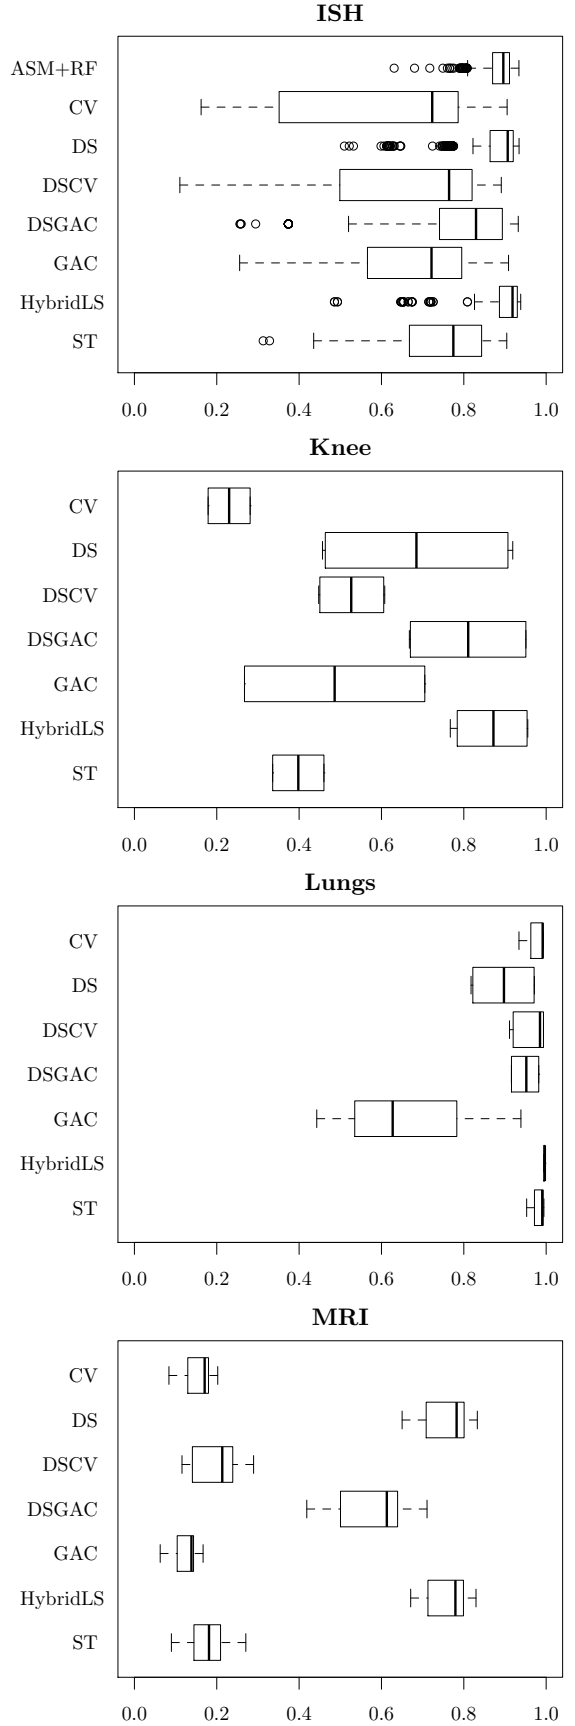 ISH
ASM+RF
CV
DS
DSCV
DSGAC
GAC
HybridLS
ST
0.0 0.2 0.4 0.6 0.8 1.0
Knee
CV
DS
DSCV
DSGAC
GAC
HybridLS
ST
0.0 0.2 0.4 0.6 0.8 1.0
Lungs
CV
DS
DSCV
DSGAC
GAC
HybridLS
ST
0.0 0.2 0.4 0.6 0.8 1.0
MRI
CV
DS
DSCV
DSGAC
GAC
HybridLS
ST
0.0 0.2 0.4 0.6 0.8 1.0